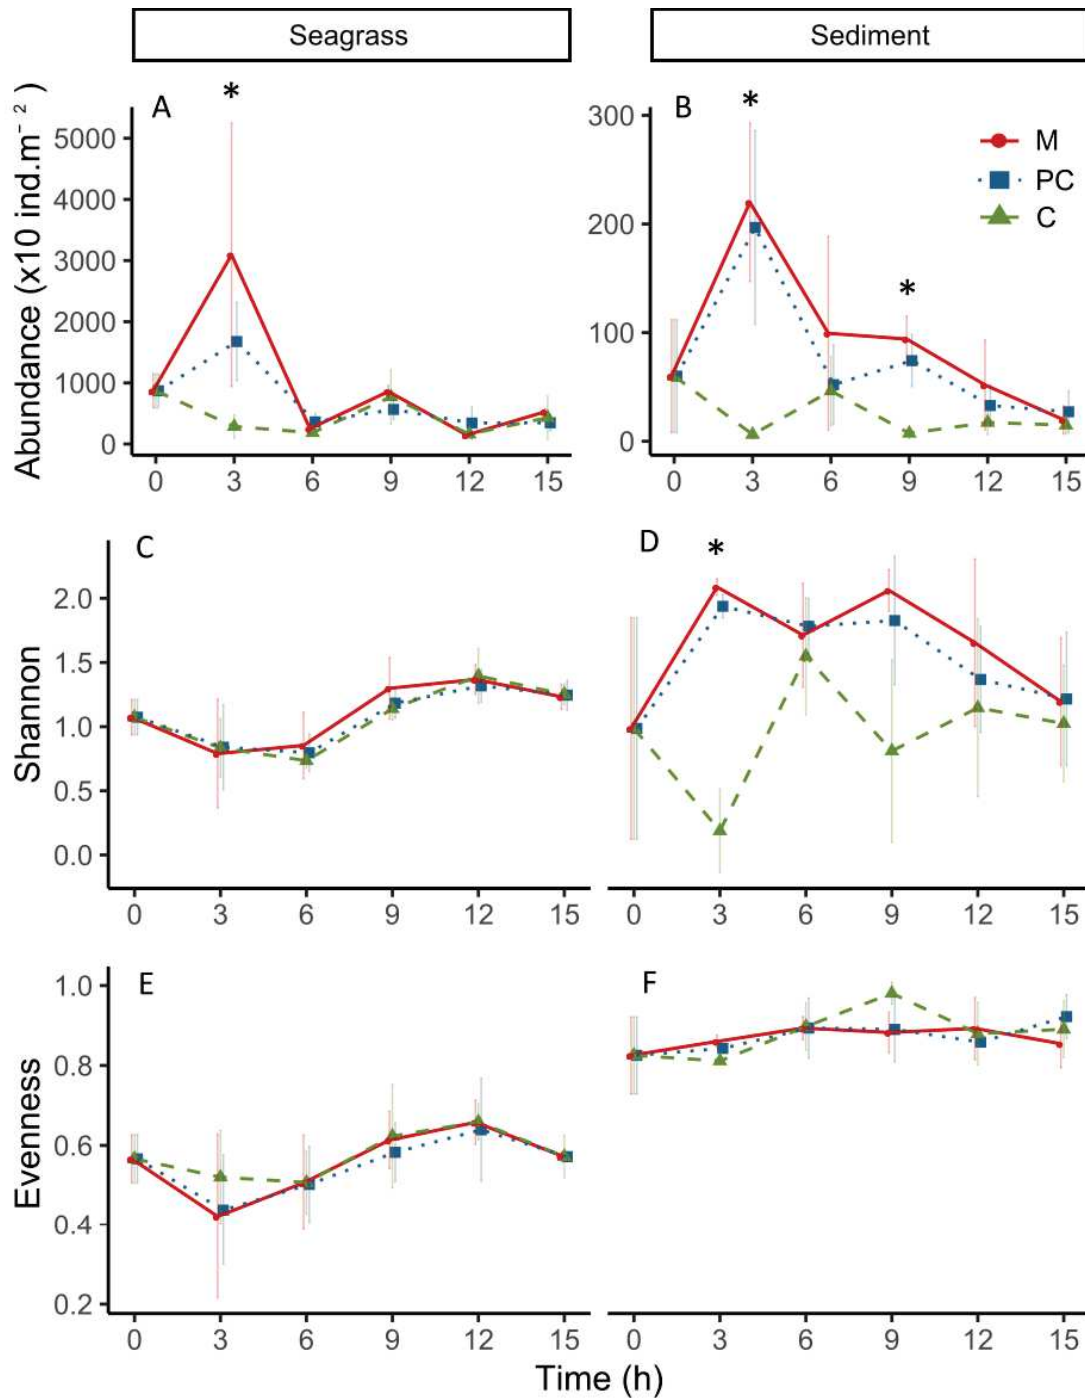 Seagrass
Sediment
Abundance (x10 ind.m⁻²)
A
*
5000
4000
3000
2000
1000
0
0 3 6 9 12 15
B
*
*
M
PC
C
300
200
100
0
0 3 6 9 12 15
Shannon
C
2.0
1.5
1.0
0.5
0.0
0 3 6 9 12 15
D
*
0 3 6 9 12 15
Evenness
E
1.0
0.8
0.6
0.4
0.2
0 3 6 9 12 15
F
0 3 6 9 12 15
Time (h)